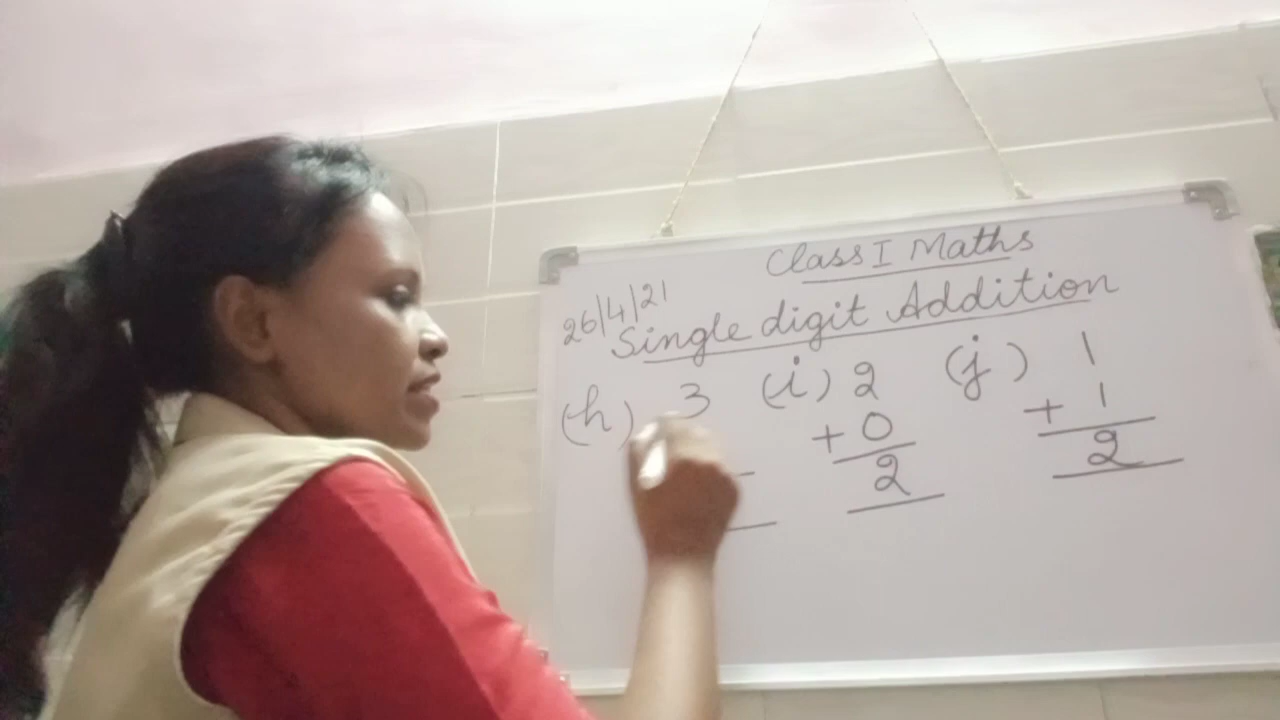 Class I Maths
26/4/21
Single digit Addition
(h) 3 (i) 2 (j) 1
+ 0 + 1
2 2